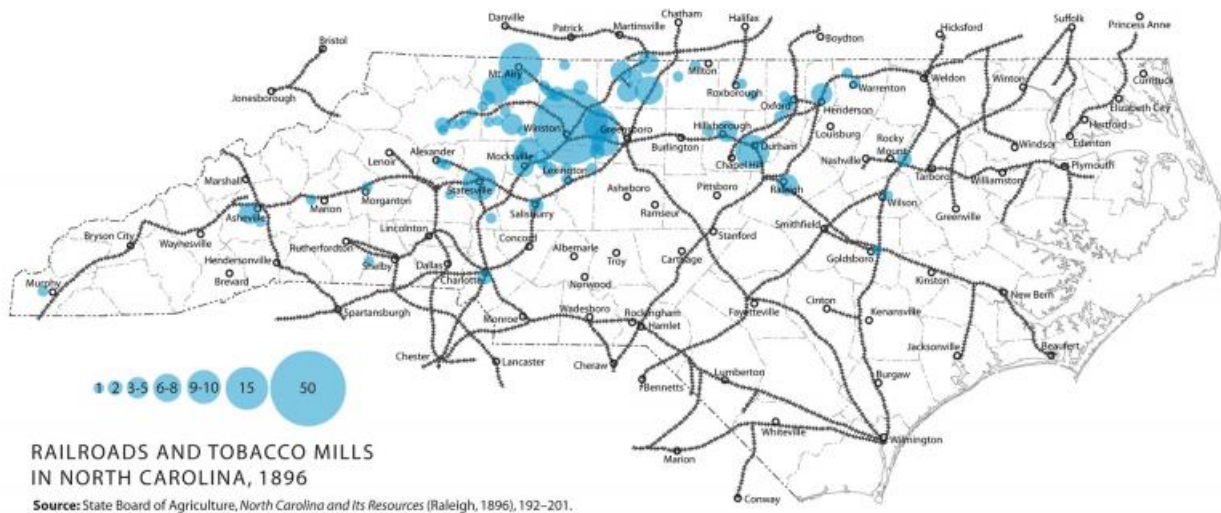 Danville
Patrick
Martinsville
Chatham
Halifax
Boydton
Hicksford
Suffolk
Princess Anne
Bristol
Jonesborough
Mt. Airy
Milton
Roxborough
Oxford
Henderson
Warrenton
Weldon
Winton
Currituck
Elizabeth City
Hertford
Edenton
Winston
Greensboro
Burlington
Hillsborough
Durham
Chapel Hill
Louisburg
Rocky
Mount
Nashville
Tarboro
Windsor
Williamston
Plymouth
Alexander
Lenoir
Mocksville
Lexington
Marshall
Asheville
Marion
Morganton
Statesville
Salisbury
Asheboro
Ramseur
Pittsboro
Raleigh
Wilson
Greenville
Bryson City
Waynesville
Hendersonville
Brevard
Rutherfordton
Shelby
Lincolnton
Dallas
Charlotte
Concord
Albemarle
Troy
Norwood
Carthage
Stanford
Smithfield
Goldsboro
Kinston
New Bern
Murphy
Spartansburgh
Monroe
Wadesboro
Rockingham
Hamlet
Fayetteville
Cinton
Kenansville
Jacksonville
Beaufert
Chester
Lancaster
Cheraw
Bennetts
Lumberton
Burgaw
Whiteville
Wilmington
Marion
Conway
1 2 3-5 6-8 9-10 15 50
RAILROADS AND TOBACCO MILLS
IN NORTH CAROLINA, 1896
Source: State Board of Agriculture, North Carolina and Its Resources (Raleigh, 1896), 192–201.